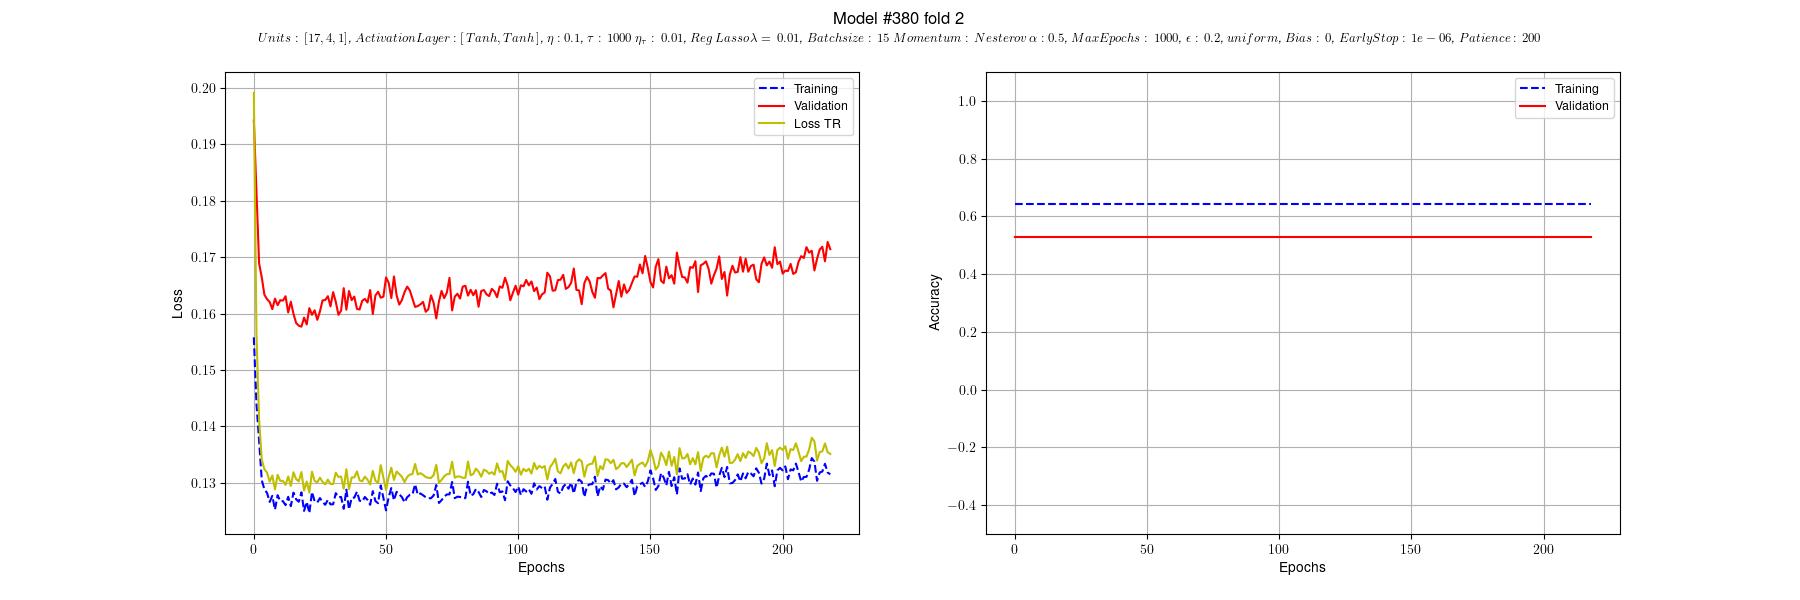 Model #380 fold 2
Units : [17, 4, 1], ActivationLayer : [Tanh, Tanh], η : 0.1, τ : 1000 ητ : 0.01, Reg Lassoλ = 0.01, Batchsize : 15 Momentum : Nesterov α : 0.5, MaxEpochs : 1000, ϵ : 0.2, uniform, Bias : 0, EarlyStop : 1e − 06, Patience : 200
0.20
0.19
0.18
0.17
0.16
0.15
0.14
0.13
Loss
0 50 100 150 200
Epochs
Training
Validation
Loss TR
1.0
0.8
0.6
0.4
0.2
0.0
−0.2
−0.4
Accuracy
0 50 100 150 200
Epochs
Training
Validation